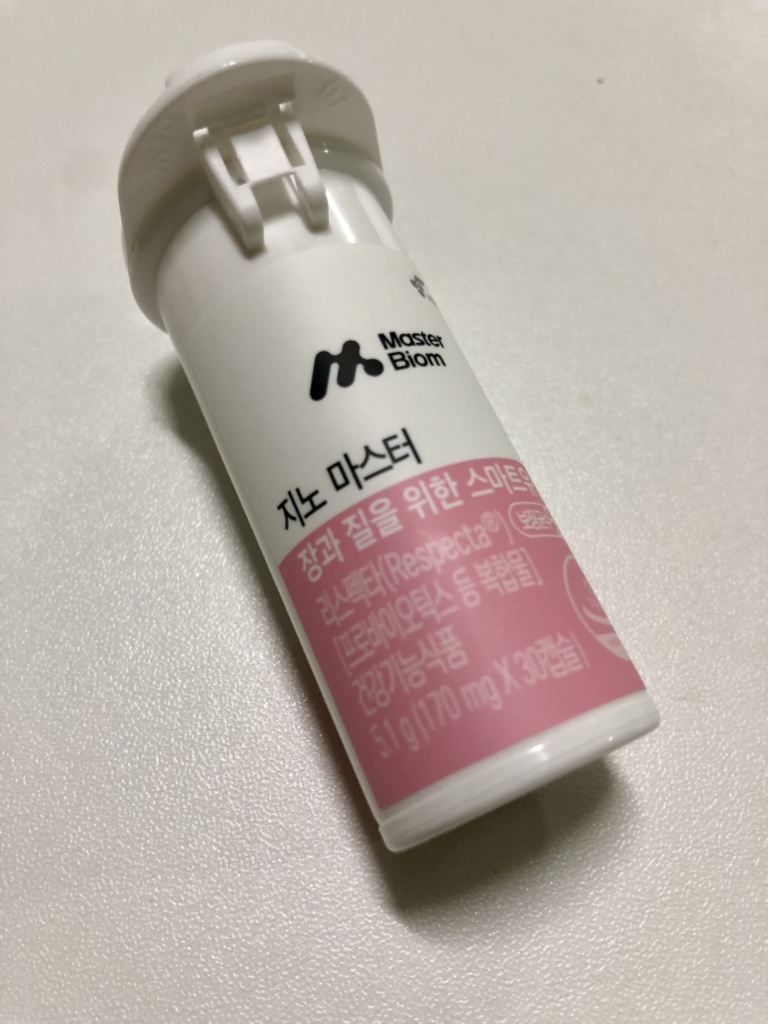 Master
Biom
지노 마스터
장과 질을 위한 스마트
리스펙타(Respecta®)
[프로바이오틱스 등 복합물]
건강기능식품
5.1 g (170 mg X 30캡슐)